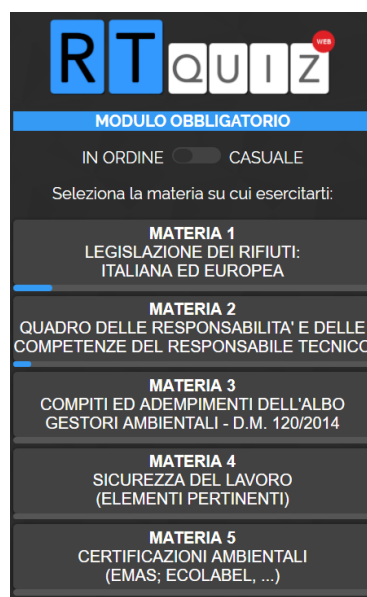 RT QUIZ WEB
MODULO OBBLIGATORIO
IN ORDINE CASUALE
Seleziona la materia su cui esercitarti:
MATERIA 1
LEGISLAZIONE DEI RIFIUTI:
ITALIANA ED EUROPEA
MATERIA 2
QUADRO DELLE RESPONSABILITA' E DELLE
COMPETENZE DEL RESPONSABILE TECNICO
MATERIA 3
COMPITI ED ADEMPIMENTI DELL'ALBO
GESTORI AMBIENTALI - D.M. 120/2014
MATERIA 4
SICUREZZA DEL LAVORO
(ELEMENTI PERTINENTI)
MATERIA 5
CERTIFICAZIONI AMBIENTALI
(EMAS; ECOLABEL, ...)